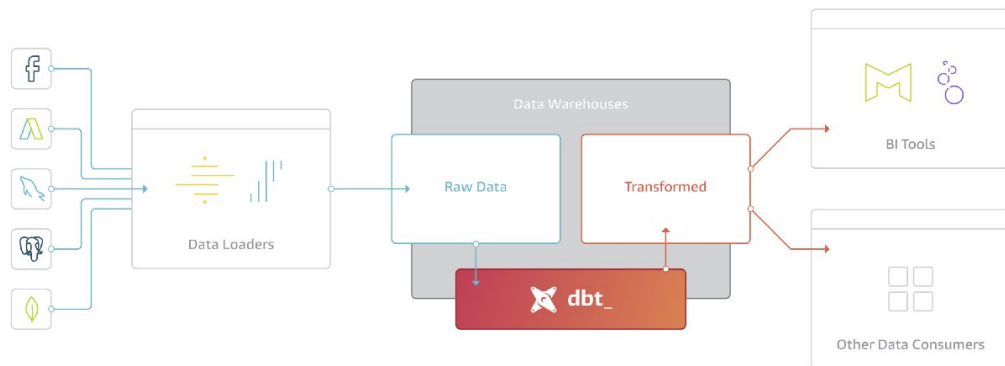 Data Loaders
Data Warehouses
Raw Data
Transformed
dbt_
BI Tools
Other Data Consumers